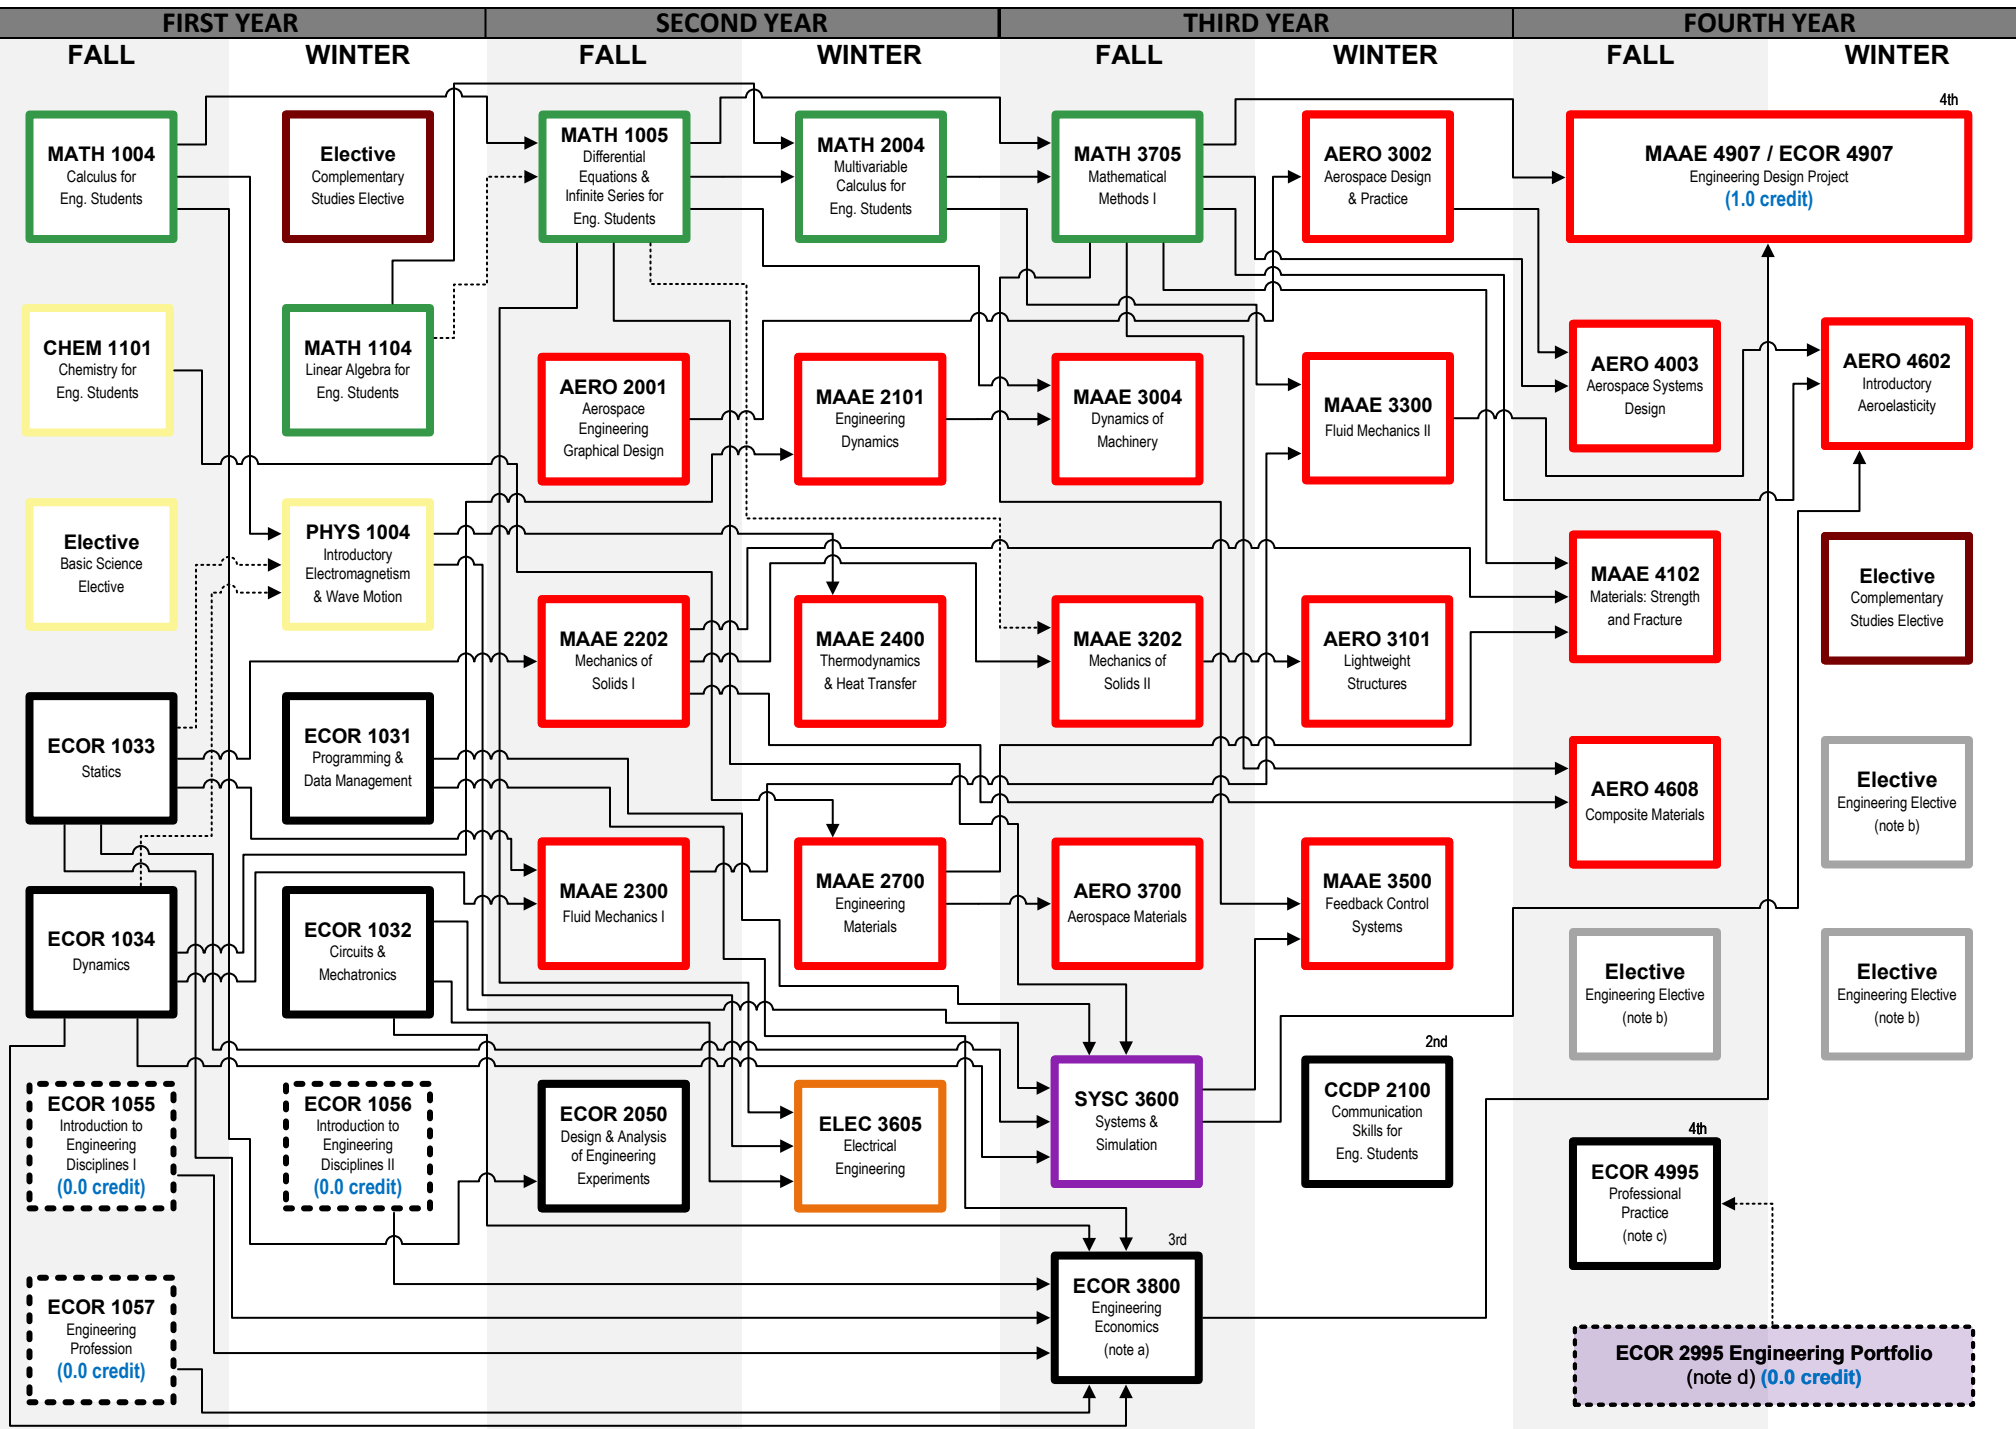 FIRST YEAR
SECOND YEAR
THIRD YEAR
FOURTH YEAR
FALL
WINTER
FALL
WINTER
FALL
WINTER
FALL
WINTER
MATH 1004
Calculus for
Eng. Students
CHEM 1101
Chemistry for
Eng. Students
Elective
Basic Science
Elective
ECOR 1033
Statics
ECOR 1034
Dynamics
ECOR 1055
Introduction to
Engineering
Disciplines I
(0.0 credit)
ECOR 1057
Engineering
Profession
(0.0 credit)
Elective
Complementary
Studies Elective
MATH 1104
Linear Algebra for
Eng. Students
PHYS 1004
Introductory
Electromagnetism
& Wave Motion
ECOR 1031
Programming &
Data Management
ECOR 1032
Circuits &
Mechatronics
ECOR 1056
Introduction to
Engineering
Disciplines II
(0.0 credit)
MATH 1005
Differential
Equations &
Infinite Series for
Eng. Students
AERO 2001
Aerospace
Engineering
Graphical Design
MAAE 2202
Mechanics of
Solids I
MAAE 2300
Fluid Mechanics I
ECOR 2050
Design & Analysis
of Engineering
Experiments
MATH 2004
Multivariable
Calculus for
Eng. Students
MAAE 2101
Engineering
Dynamics
MAAE 2400
Thermodynamics
& Heat Transfer
MAAE 2700
Engineering
Materials
ELEC 3605
Electrical
Engineering
MATH 3705
Mathematical
Methods I
MAAE 3004
Dynamics of
Machinery
MAAE 3202
Mechanics of
Solids II
AERO 3700
Aerospace Materials
SYSC 3600
Systems &
Simulation
3rd
ECOR 3800
Engineering
Economics
(note a)
AERO 3002
Aerospace Design
& Practice
MAAE 3300
Fluid Mechanics II
AERO 3101
Lightweight
Structures
MAAE 3500
Feedback Control
Systems
2nd
CCDP 2100
Communication
Skills for
Eng. Students
4th
MAAE 4907 / ECOR 4907
Engineering Design Project
(1.0 credit)
AERO 4003
Aerospace Systems
Design
MAAE 4102
Materials: Strength
and Fracture
AERO 4608
Composite Materials
Elective
Engineering Elective
(note b)
4th
ECOR 4995
Professional
Practice
(note c)
AERO 4602
Introductory
Aeroelasticity
Elective
Complementary
Studies Elective
Elective
Engineering Elective
(note b)
Elective
Engineering Elective
(note b)
ECOR 2995 Engineering Portfolio
(note d) (0.0 credit)